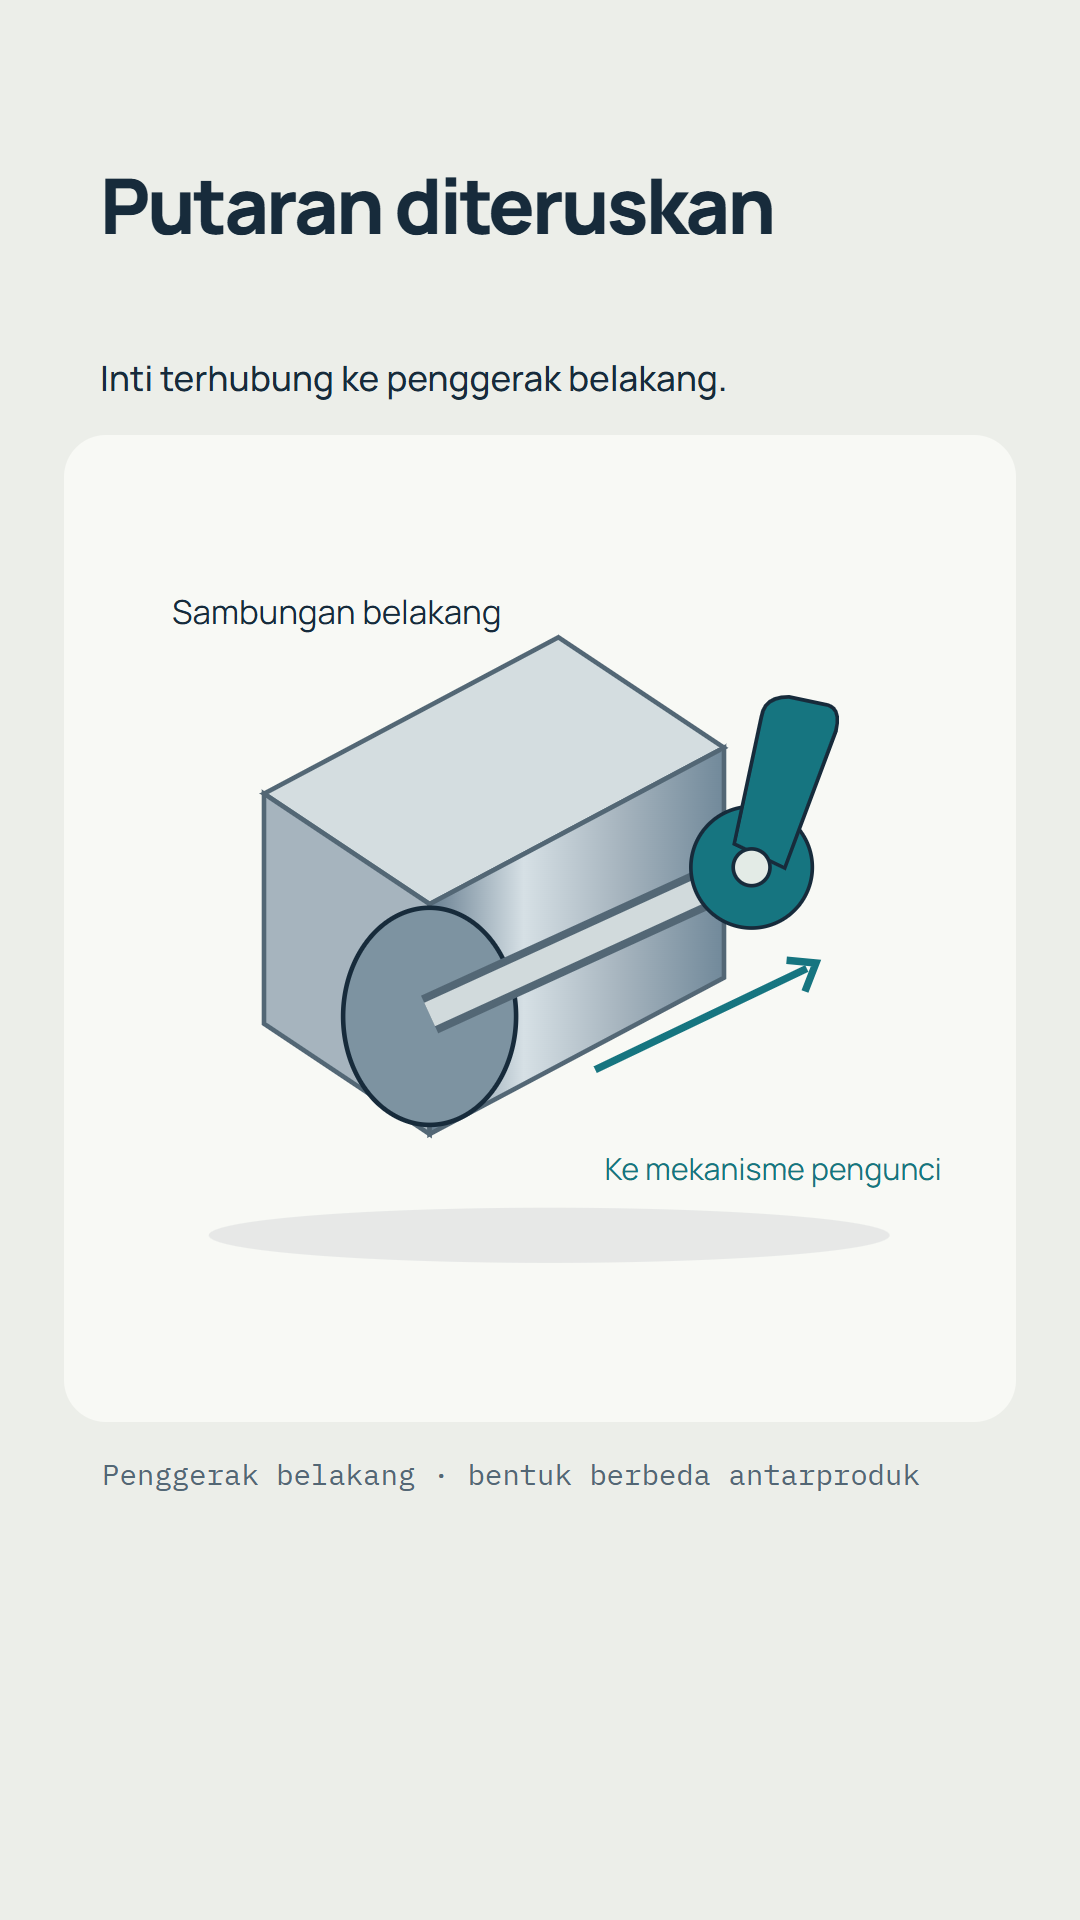 Putaran diteruskan
Inti terhubung ke penggerak belakang.
Sambungan belakang
Ke mekanisme pengunci
Penggerak belakang · bentuk berbeda antarproduk